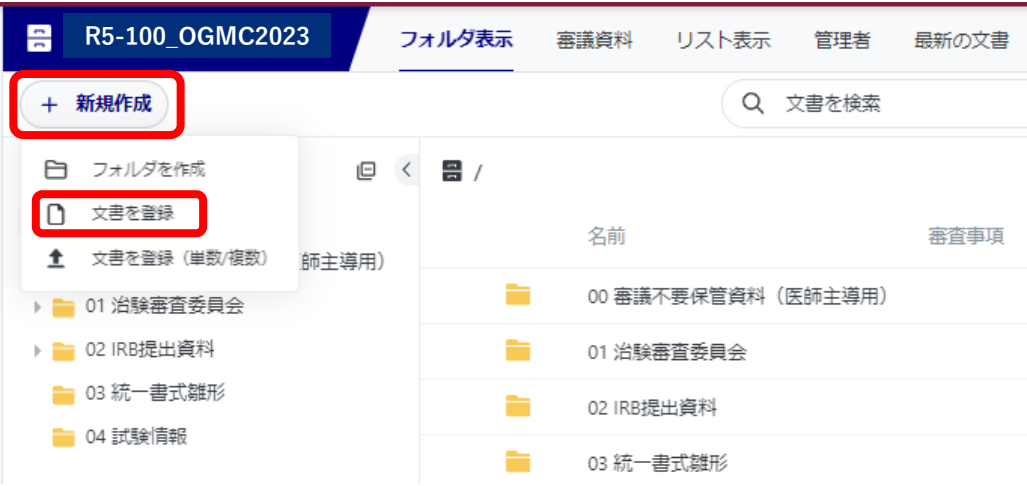 R5-100_OGMC2023
フォルダ表示 審議資料 リスト表示 管理者 最新の文書
+ 新規作成
文書を検索
フォルダを作成
/
文書を登録
名前 審査事項
文書を登録（単数/複数）
師主導用）
01 治験審査委員会
02 IRB提出資料
03 統一書式雛形
04 試験情報
00 審議不要保管資料（医師主導用）
01 治験審査委員会
02 IRB提出資料
03 統一書式雛形